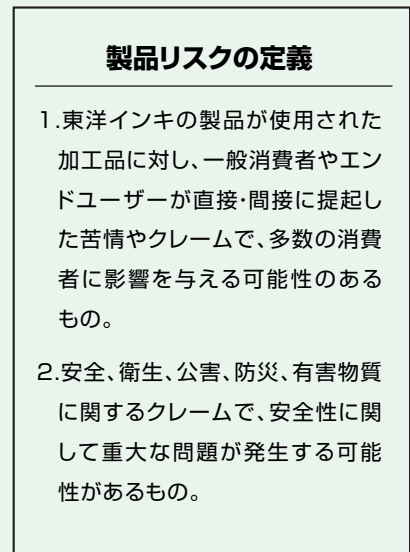 製品リスクの定義
1.東洋インキの製品が使用された
加工品に対し、一般消費者やエン
ドユーザーが直接・間接に提起し
た苦情やクレームで、多数の消費
者に影響を与える可能性のある
もの。
2.安全、衛生、公害、防災、有害物質
に関するクレームで、安全性に関
して重大な問題が発生する可能
性があるもの。